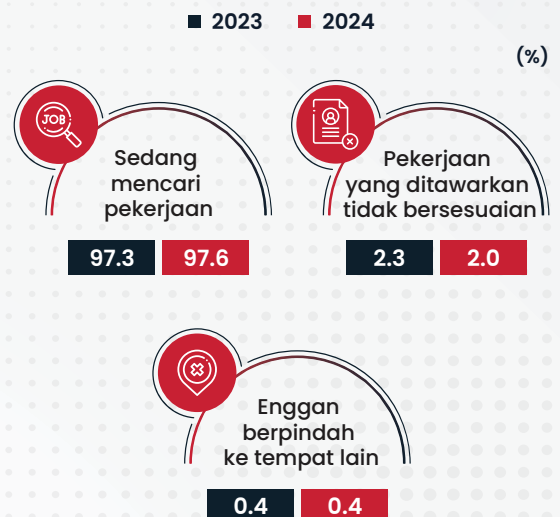 2023 2024
(%)
JOB
Sedang
mencari
pekerjaan
97.3 97.6
Pekerjaan
yang ditawarkan
tidak bersesuaian
2.3 2.0
Enggan
berpindah
ke tempat lain
0.4 0.4